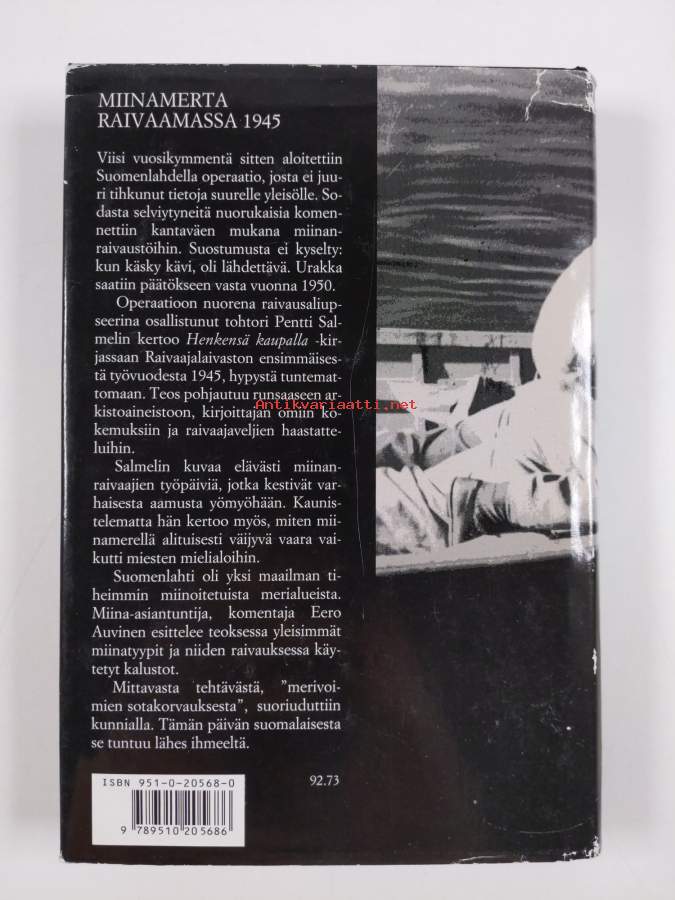 MIINAMERTA
RAIVAAMASSA 1945
Viisi vuosikymmentä sitten aloitettiin
Suomenlahdella operaatio, josta ei juu-
ri tihkunut tietoja suurelle yleisölle. So-
dasta selviytyneitä nuorukaisia komen-
nettiin kantaväen mukana miinan-
raivaustöihin. Suostumusta ei kyselty:
kun käsky kävi, oli lähdettävä. Urakka
saatiin päätökseen vasta vuonna 1950.
Operaatioon nuorena raivausaliup-
seerina osallistunut tohtori Pentti Sal-
melin kertoo Henkensä kaupalla -kir-
jassaan Raivaajalaivaston ensimmäises-
tä työvuodesta 1945, hypystä tuntemat-
tomaan. Teos pohjautuu runsaaseen ar-
kistoaineistoon, kirjoittajan omiin ko-
kemuksiin ja raivaajaveljien haastatte-
luihin.
Salmelin kuvaa elävästi miinan-
raivaajien työpäiviä, jotka kestivät var-
haisesta aamusta yömyöhään. Kaunis-
telematta hän kertoo myös, miten mii-
namerellä alituisesti väijyvä vaara vai-
kutti miesten mielialoihin.
Suomenlahti oli yksi maailman ti-
heimmin miinoitetuista merialueista.
Miina-asiantuntija, komentaja Eero
Auvinen esittelee teoksessa yleisimmät
miinatyypit ja niiden raivauksessa käy-
tetyt kalustot.
Mittavasta tehtävästä, "merivoi-
mien sotakorvauksesta", suoriuduttiin
kunnialla. Tämän päivän suomalaisesta
se tuntuu lähes ihmeeltä.
Antikvariaatti.net
ISBN 951-0-20568-0
92.73
9 789510 205686